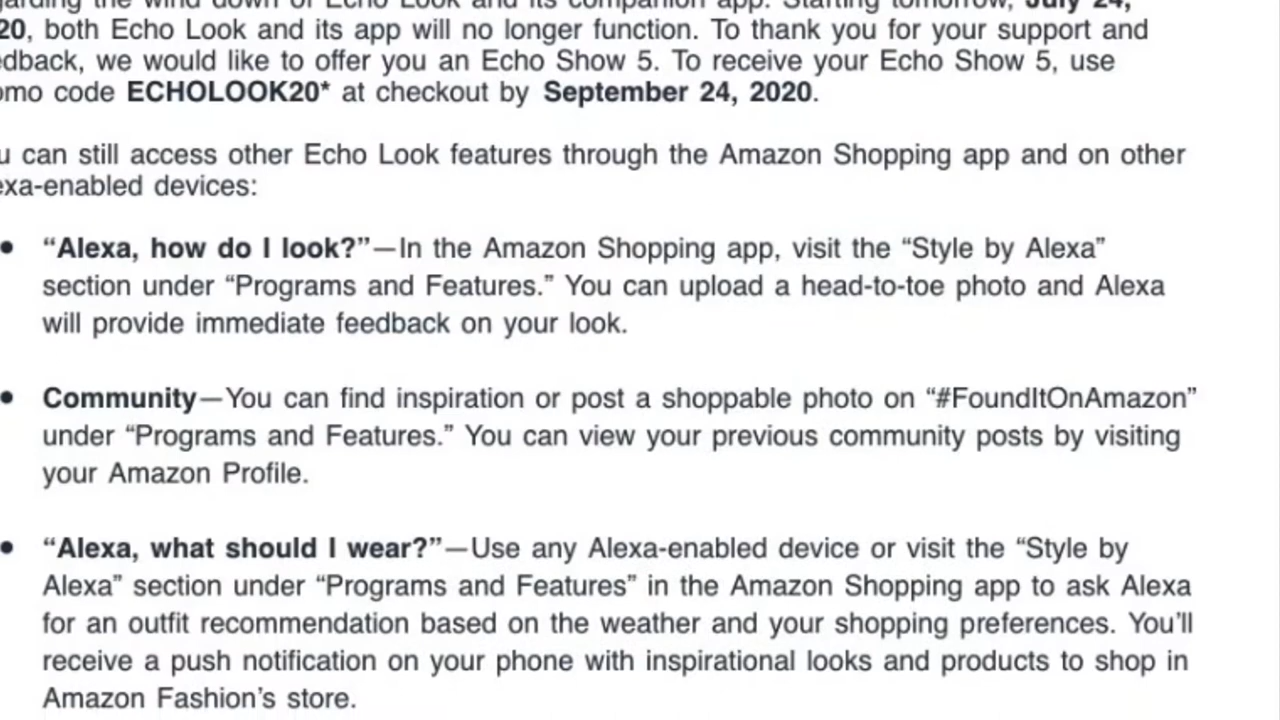 garding the wind down of Echo Look and its companion app. Starting tomorrow, July 24,
20, both Echo Look and its app will no longer function. To thank you for your support and
edback, we would like to offer you an Echo Show 5. To receive your Echo Show 5, use
omo code ECHOLOOK20* at checkout by September 24, 2020.
u can still access other Echo Look features through the Amazon Shopping app and on other
exa-enabled devices:
• “Alexa, how do I look?”—In the Amazon Shopping app, visit the “Style by Alexa”
section under “Programs and Features.” You can upload a head-to-toe photo and Alexa
will provide immediate feedback on your look.
• Community—You can find inspiration or post a shoppable photo on “#FoundItOnAmazon”
under “Programs and Features.” You can view your previous community posts by visiting
your Amazon Profile.
• “Alexa, what should I wear?”—Use any Alexa-enabled device or visit the “Style by
Alexa” section under “Programs and Features” in the Amazon Shopping app to ask Alexa
for an outfit recommendation based on the weather and your shopping preferences. You’ll
receive a push notification on your phone with inspirational looks and products to shop in
Amazon Fashion’s store.